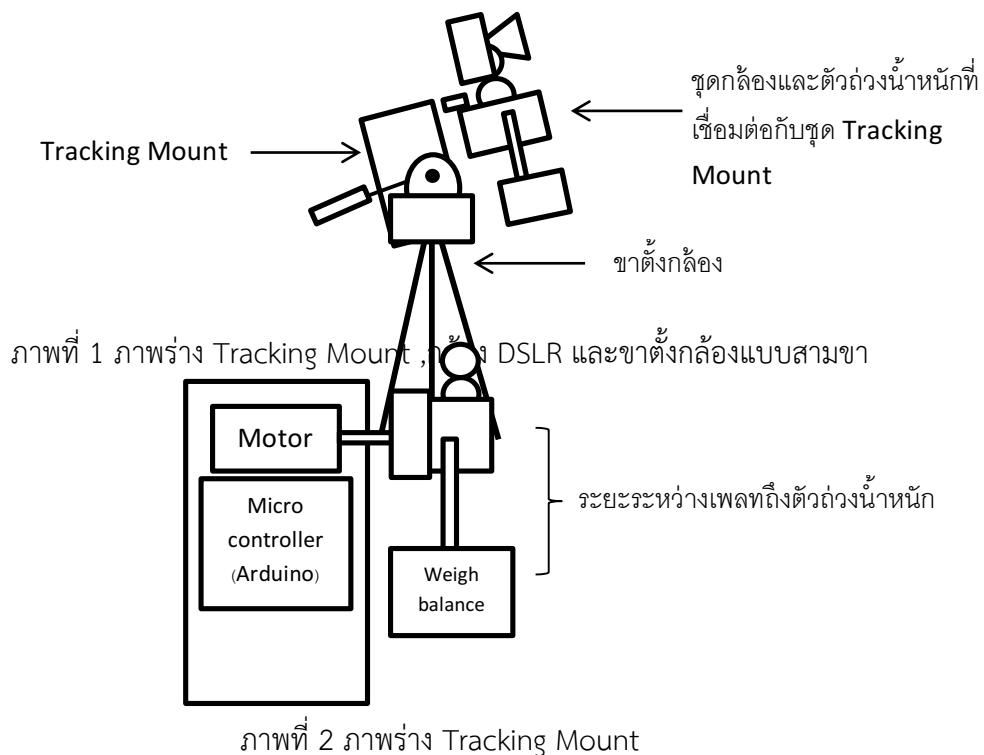 ชุดกล้องและตัวถ่วงน้ำหนักที่
เชื่อมต่อกับชุด Tracking
Mount
Tracking Mount
ขาตั้งกล้อง
ภาพที่ 1 ภาพร่าง Tracking Mount ,กล้อง DSLR และขาตั้งกล้องแบบสามขา
Motor
Micro
controller
(Arduino)
ระยะระหว่างเพลทถึงตัวถ่วงน้ำหนัก
Weigh
balance
ภาพที่ 2 ภาพร่าง Tracking Mount